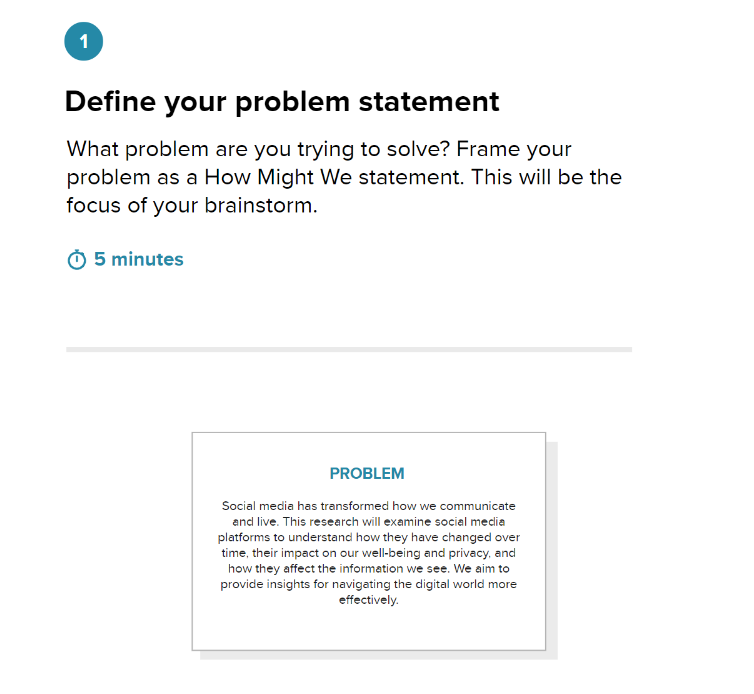 1
Define your problem statement
What problem are you trying to solve? Frame your
problem as a How Might We statement. This will be the
focus of your brainstorm.
5 minutes
PROBLEM
Social media has transformed how we communicate
and live. This research will examine social media
platforms to understand how they have changed over
time, their impact on our well-being and privacy, and
how they affect the information we see. We aim to
provide insights for navigating the digital world more
effectively.